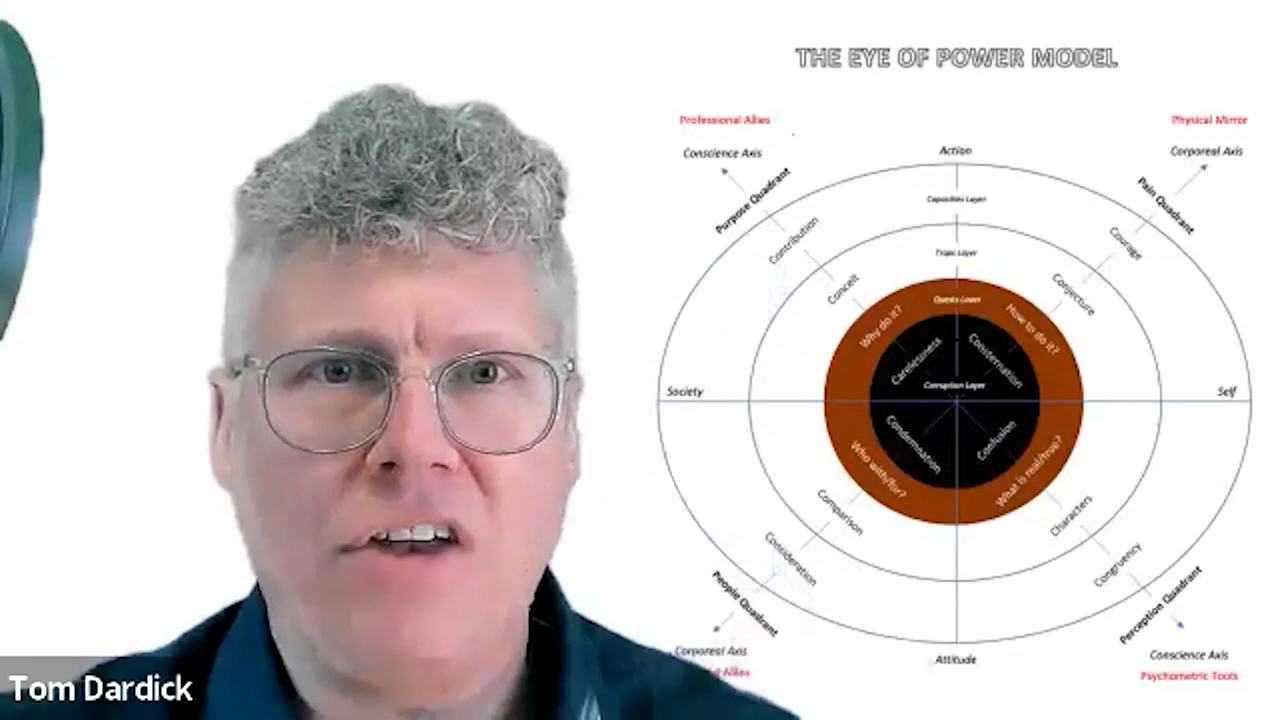 THE EYE OF POWER MODEL
Professional Allies
Physical Mirror
Conscience Axis
Action
Corporeal Axis
Purpose Quadrant
Pain Quadrant
Capacities Layer
Contribution
Courage
Tropic Layer
Conceit
Conjecture
Quests Layer
Why do it?
How to do it?
Carelessness
Consternation
Corruption Layer
Society
Self
Condemnation
Confusion
Who with/for?
What is real/true?
Comparison
Characters
Consideration
Congruency
People Quadrant
Perception Quadrant
Corporeal Axis
Attitude
Conscience Axis
Allies
Psychometric Tools
Tom Dardick